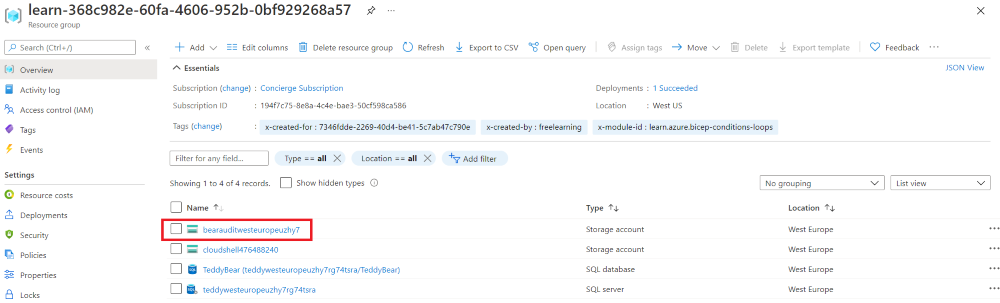 learn-368c982e-60fa-4606-952b-0bf929268a57
Resource group
Search (Ctrl+/)
Add
Edit columns
Delete resource group
Refresh
Export to CSV
Open query
Assign tags
Move
Delete
Export template
Feedback
Overview
Activity log
Access control (IAM)
Tags
Events
Settings
Resource costs
Deployments
Security
Policies
Properties
Locks
Essentials
JSON View
Subscription (change) : Concierge Subscription
Deployments : 1 Succeeded
Subscription ID : 194f7c75-8e8a-4c4e-bae3-50cf598ca586
Location : West US
Tags (change) : x-created-for : 7346fdde-2269-40d4-be41-5c7ab47c790e x-created-by : freelearning x-module-id : learn.azure.bicep-conditions-loops
Filter for any field...
Type == all
Location == all
Add filter
Showing 1 to 4 of 4 records.
Show hidden types
No grouping
List view
Name Type Location
bearauditwesteuropeuzhy7 Storage account West Europe
cloudshell476488240 Storage account West Europe
TeddyBear (teddywesteuropeuzhy7rg74tsra/TeddyBear) SQL database West Europe
teddywesteuropeuzhy7rg74tsra SQL server West Europe